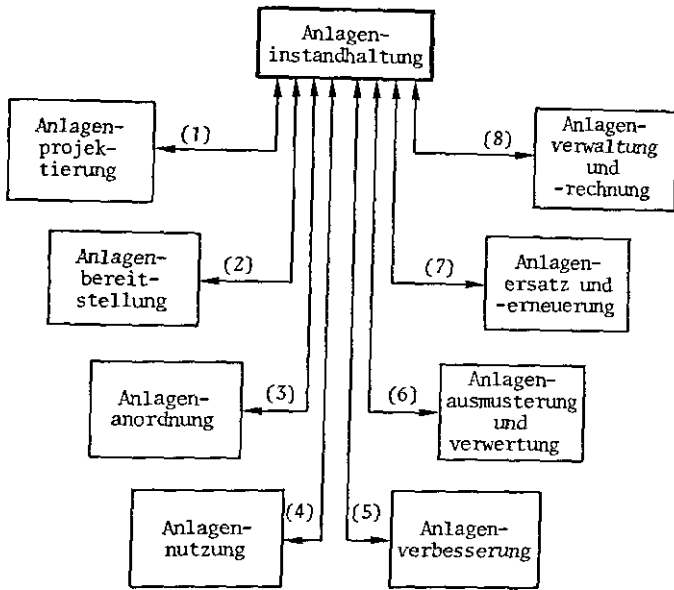 Anlagen-
instandhaltung
Anlagen-
projek-
tierung
(1)
(8)
Anlagen-
verwaltung
und
-rechnung
Anlagen-
bereit-
stellung
(2)
(7)
Anlagen-
ersatz und
-erneuerung
Anlagen-
anordnung
(3)
(6)
Anlagen-
ausmusterung
und
verwertung
Anlagen-
nutzung
(4)
(5)
Anlagen-
verbesserung